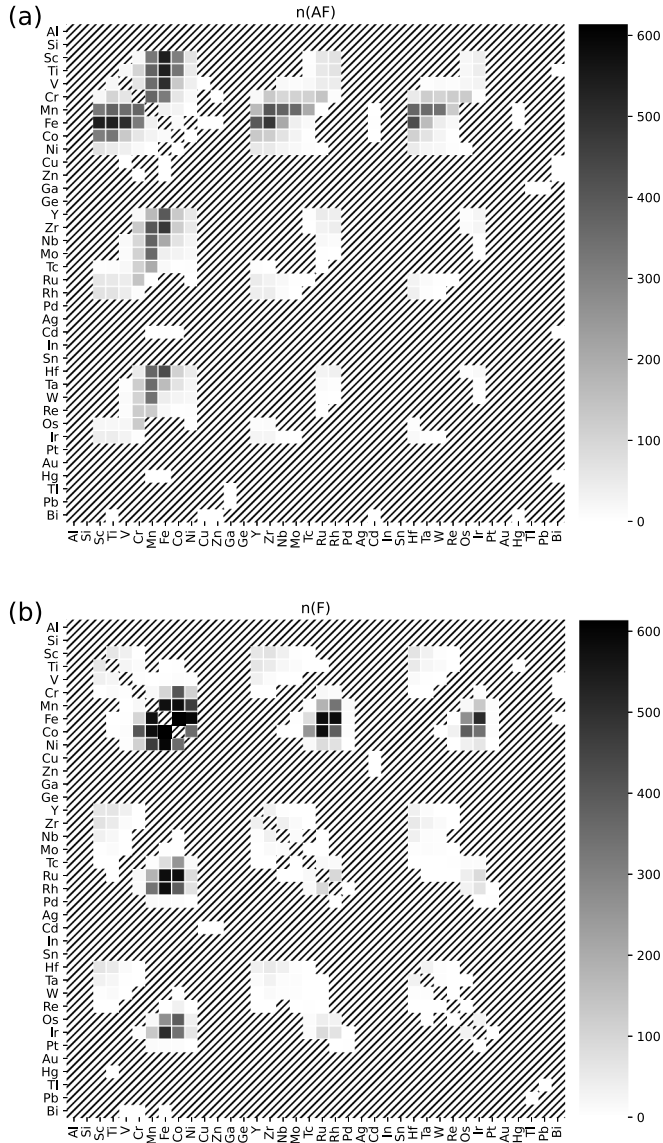 (a)
n(AF)
Al
Si
Sc
Ti
V
Cr
Mn
Fe
Co
Ni
Cu
Zn
Ga
Ge
Y
Zr
Nb
Mo
Tc
Ru
Rh
Pd
Ag
Cd
In
Sn
Hf
Ta
W
Re
Os
Ir
Pt
Au
Hg
Tl
Pb
Bi
Al Si Sc Ti V Cr Mn Fe Co Ni Cu Zn Ga Ge Y Zr Nb Mo Tc Ru Rh Pd Ag Cd In Sn Hf Ta W Re Os Ir Pt Au Hg Tl Pb Bi
600
500
400
300
200
100
0
(b)
n(F)
Al
Si
Sc
Ti
V
Cr
Mn
Fe
Co
Ni
Cu
Zn
Ga
Ge
Y
Zr
Nb
Mo
Tc
Ru
Rh
Pd
Ag
Cd
In
Sn
Hf
Ta
W
Re
Os
Ir
Pt
Au
Hg
Tl
Pb
Bi
Al Si Sc Ti V Cr Mn Fe Co Ni Cu Zn Ga Ge Y Zr Nb Mo Tc Ru Rh Pd Ag Cd In Sn Hf Ta W Re Os Ir Pt Au Hg Tl Pb Bi
600
500
400
300
200
100
0